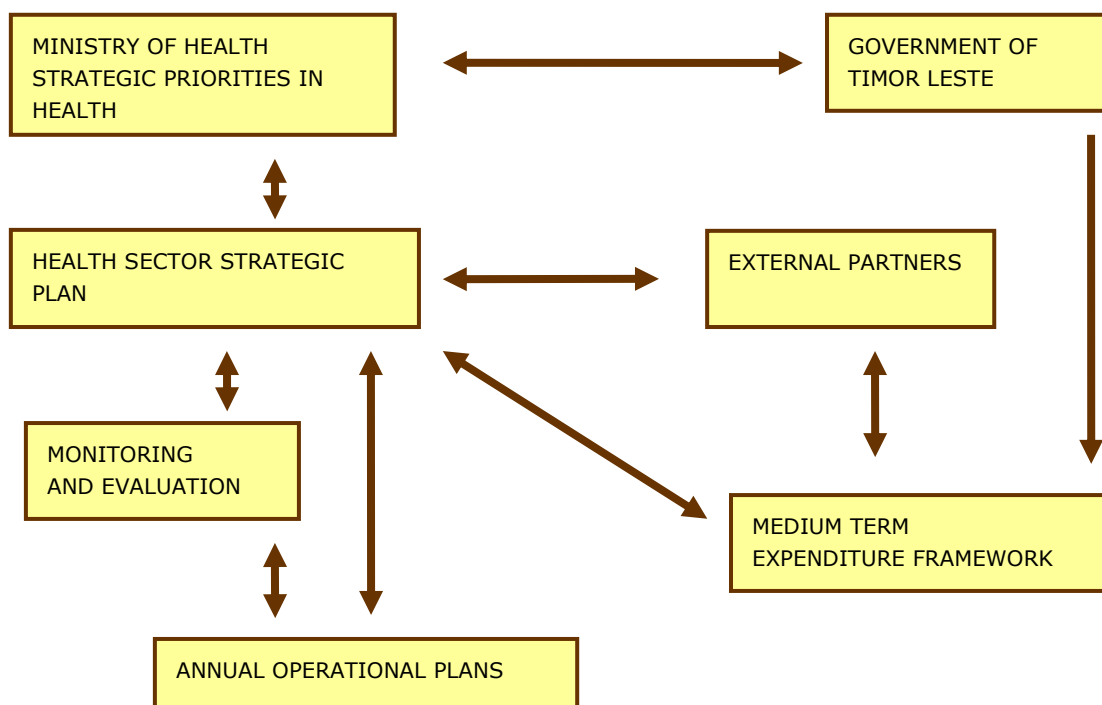 MINISTRY OF HEALTH
STRATEGIC PRIORITIES IN
HEALTH
GOVERNMENT OF
TIMOR LESTE
HEALTH SECTOR STRATEGIC
PLAN
EXTERNAL PARTNERS
MONITORING
AND EVALUATION
MEDIUM TERM
EXPENDITURE FRAMEWORK
ANNUAL OPERATIONAL PLANS